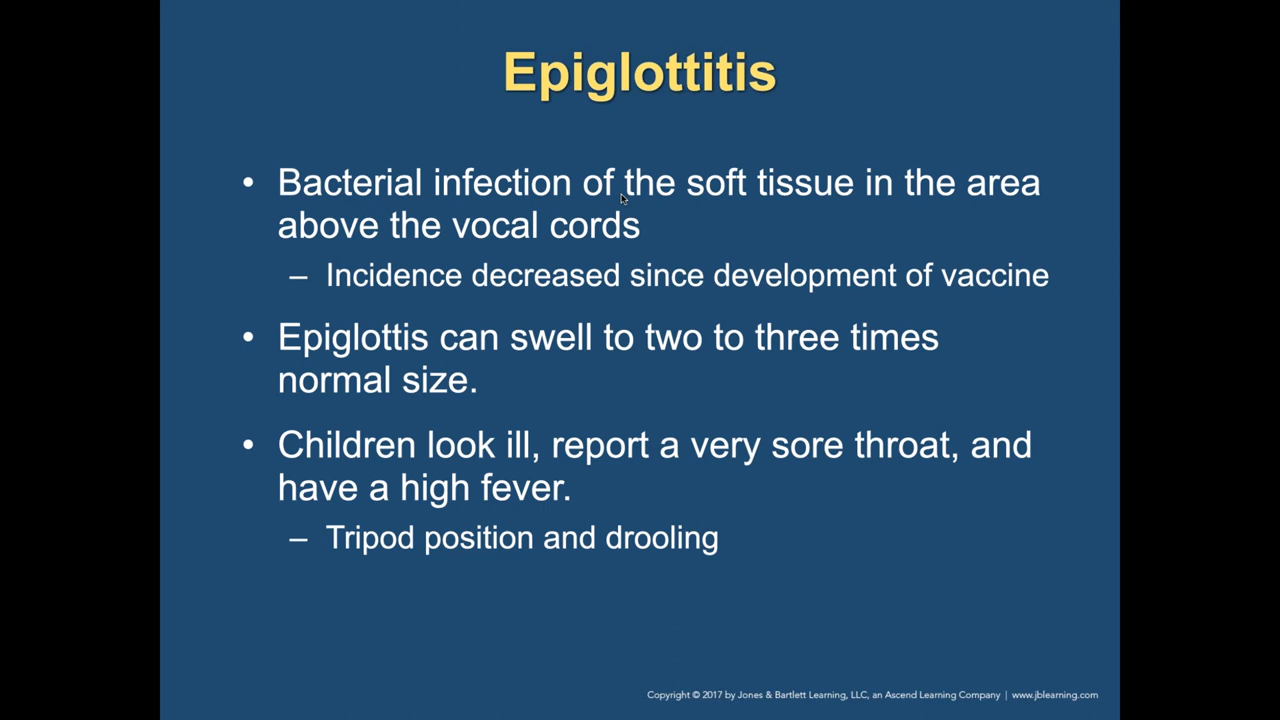 Epiglottitis
• Bacterial infection of the soft tissue in the area
above the vocal cords
– Incidence decreased since development of vaccine
• Epiglottis can swell to two to three times
normal size.
• Children look ill, report a very sore throat, and
have a high fever.
– Tripod position and drooling
Copyright © 2017 by Jones & Bartlett Learning, LLC, an Ascend Learning Company | www.jblearning.com